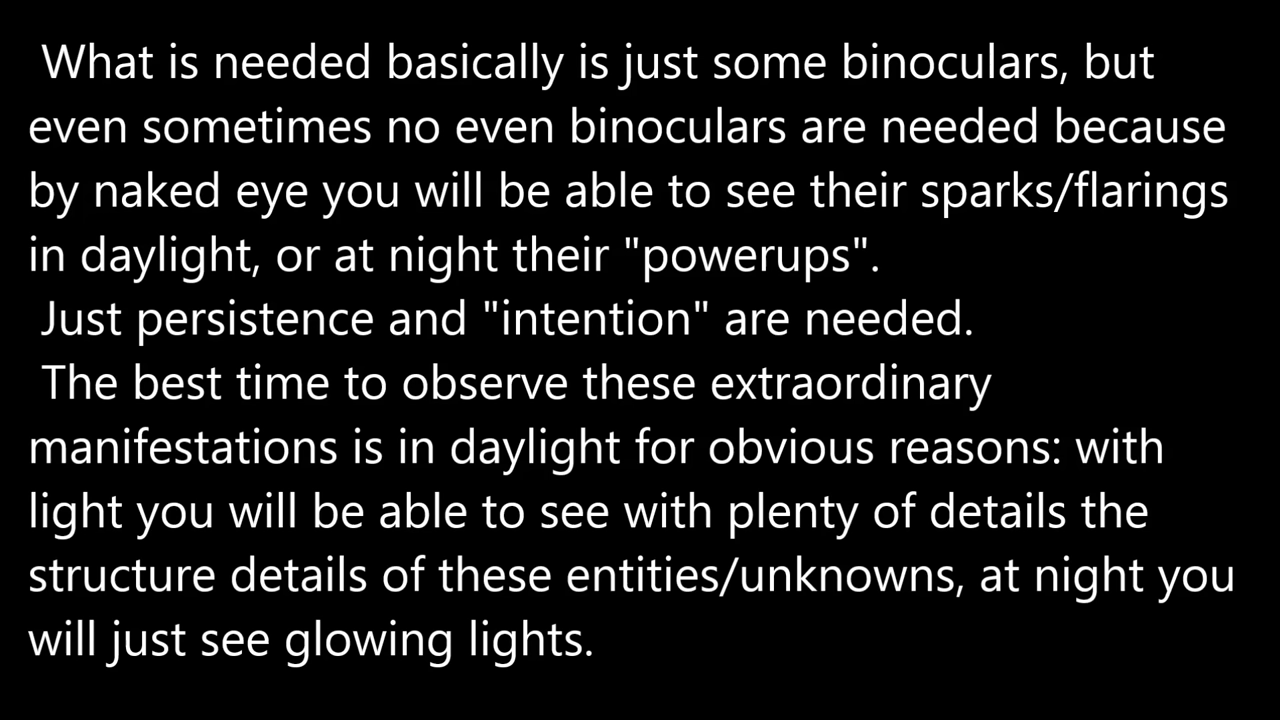 What is needed basically is just some binoculars, but
even sometimes no even binoculars are needed because
by naked eye you will be able to see their sparks/flarings
in daylight, or at night their "powerups".
Just persistence and "intention" are needed.
The best time to observe these extraordinary
manifestations is in daylight for obvious reasons: with
light you will be able to see with plenty of details the
structure details of these entities/unknowns, at night you
will just see glowing lights.